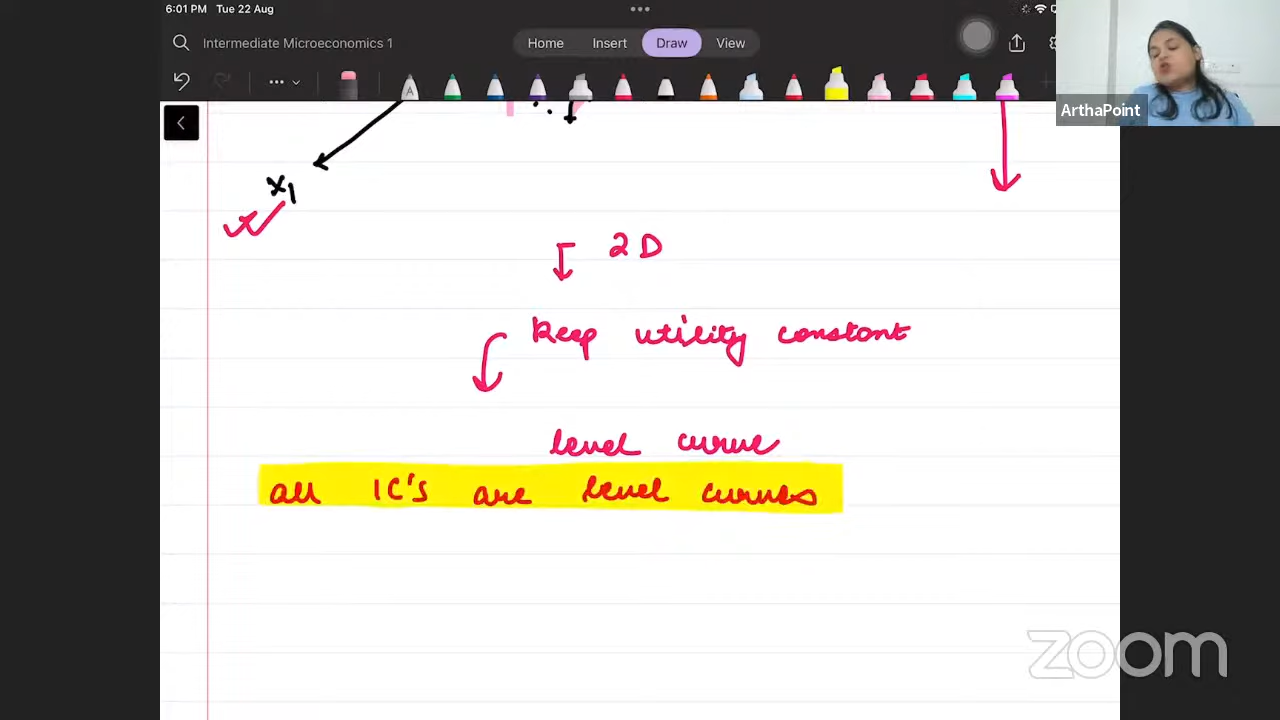 6:01 PM Tue 22 Aug
Intermediate Microeconomics 1
Home Insert Draw View
A
ArthaPoint
x1
2D
Keep utility constant
level curve
all IC's are level curves
zoom